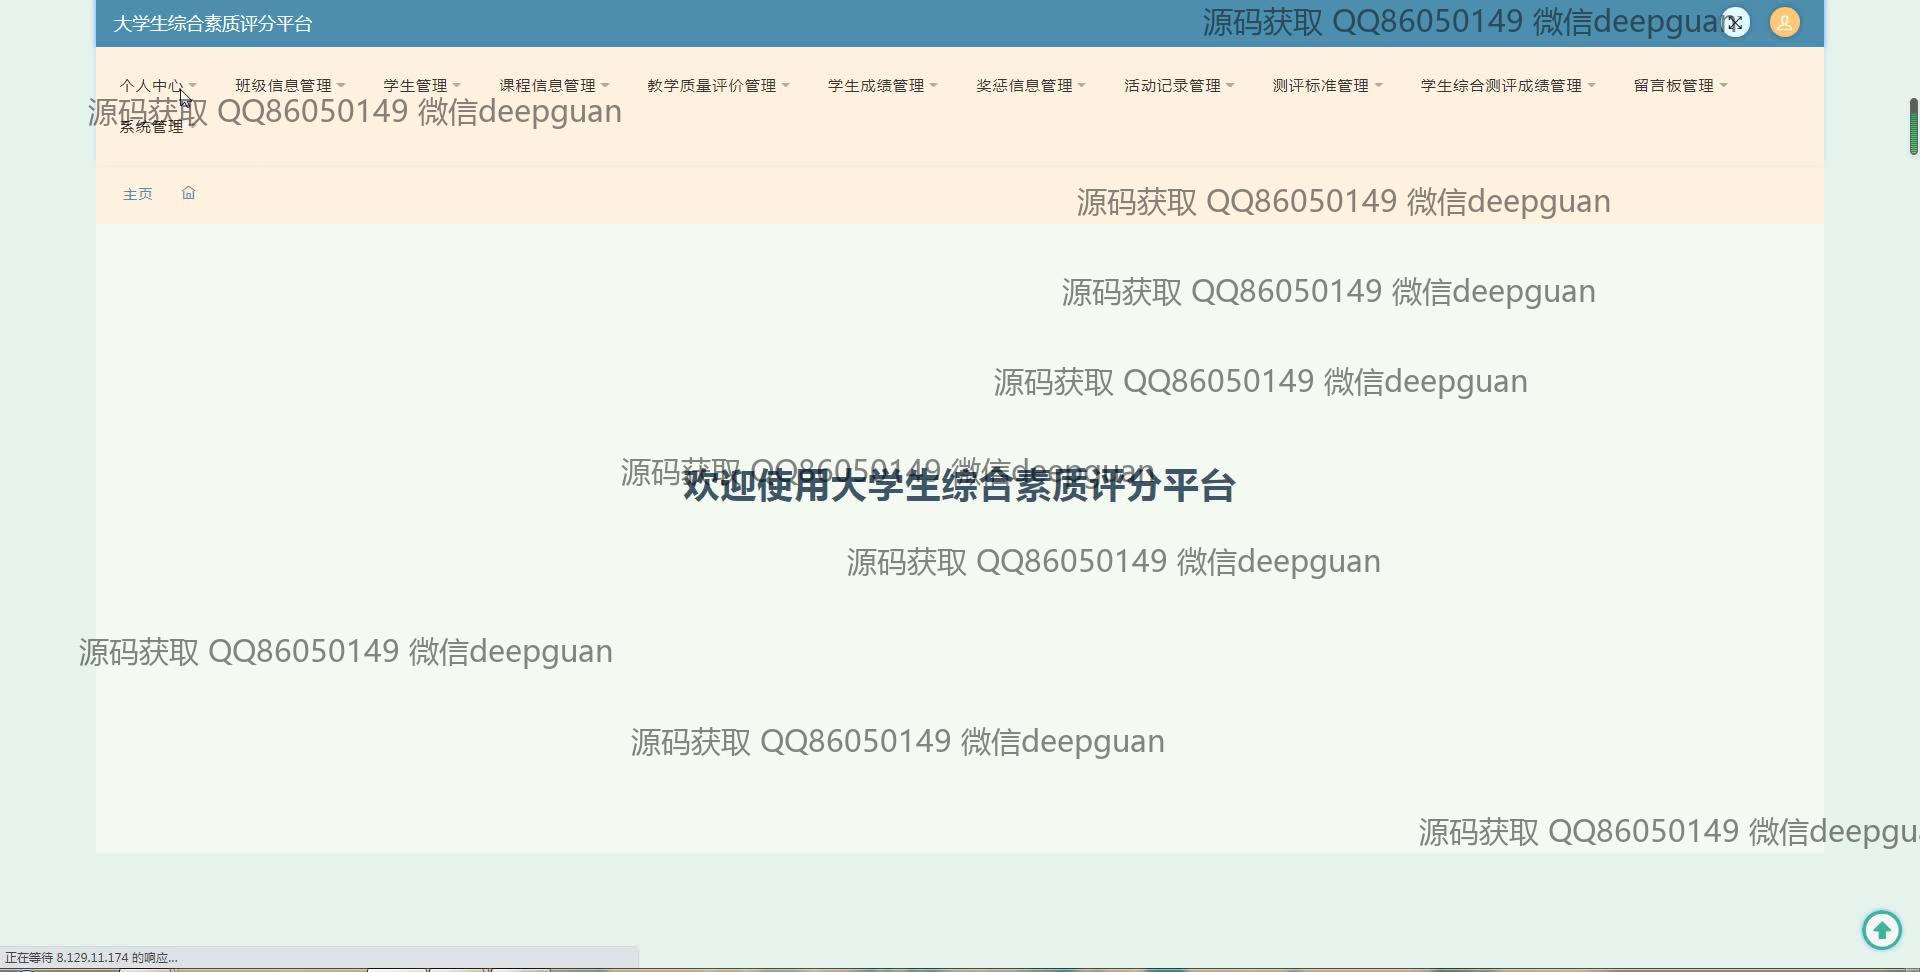 大学生综合素质评分平台
源码获取 QQ86050149 微信deepguan
个人中心 班级信息管理 学生管理 课程信息管理 教学质量评价管理 学生成绩管理 奖惩信息管理 活动记录管理 测评标准管理 学生综合测评成绩管理 留言板管理
源码获取 QQ86050149 微信deepguan
系统管理
主页
源码获取 QQ86050149 微信deepguan
源码获取 QQ86050149 微信deepguan
源码获取 QQ86050149 微信deepguan
源码获取 QQ86050149 微信deepguan
欢迎使用大学生综合素质评分平台
源码获取 QQ86050149 微信deepguan
源码获取 QQ86050149 微信deepguan
源码获取 QQ86050149 微信deepguan
源码获取 QQ86050149 微信deepgu
正在等待 8.129.11.174 的响应...